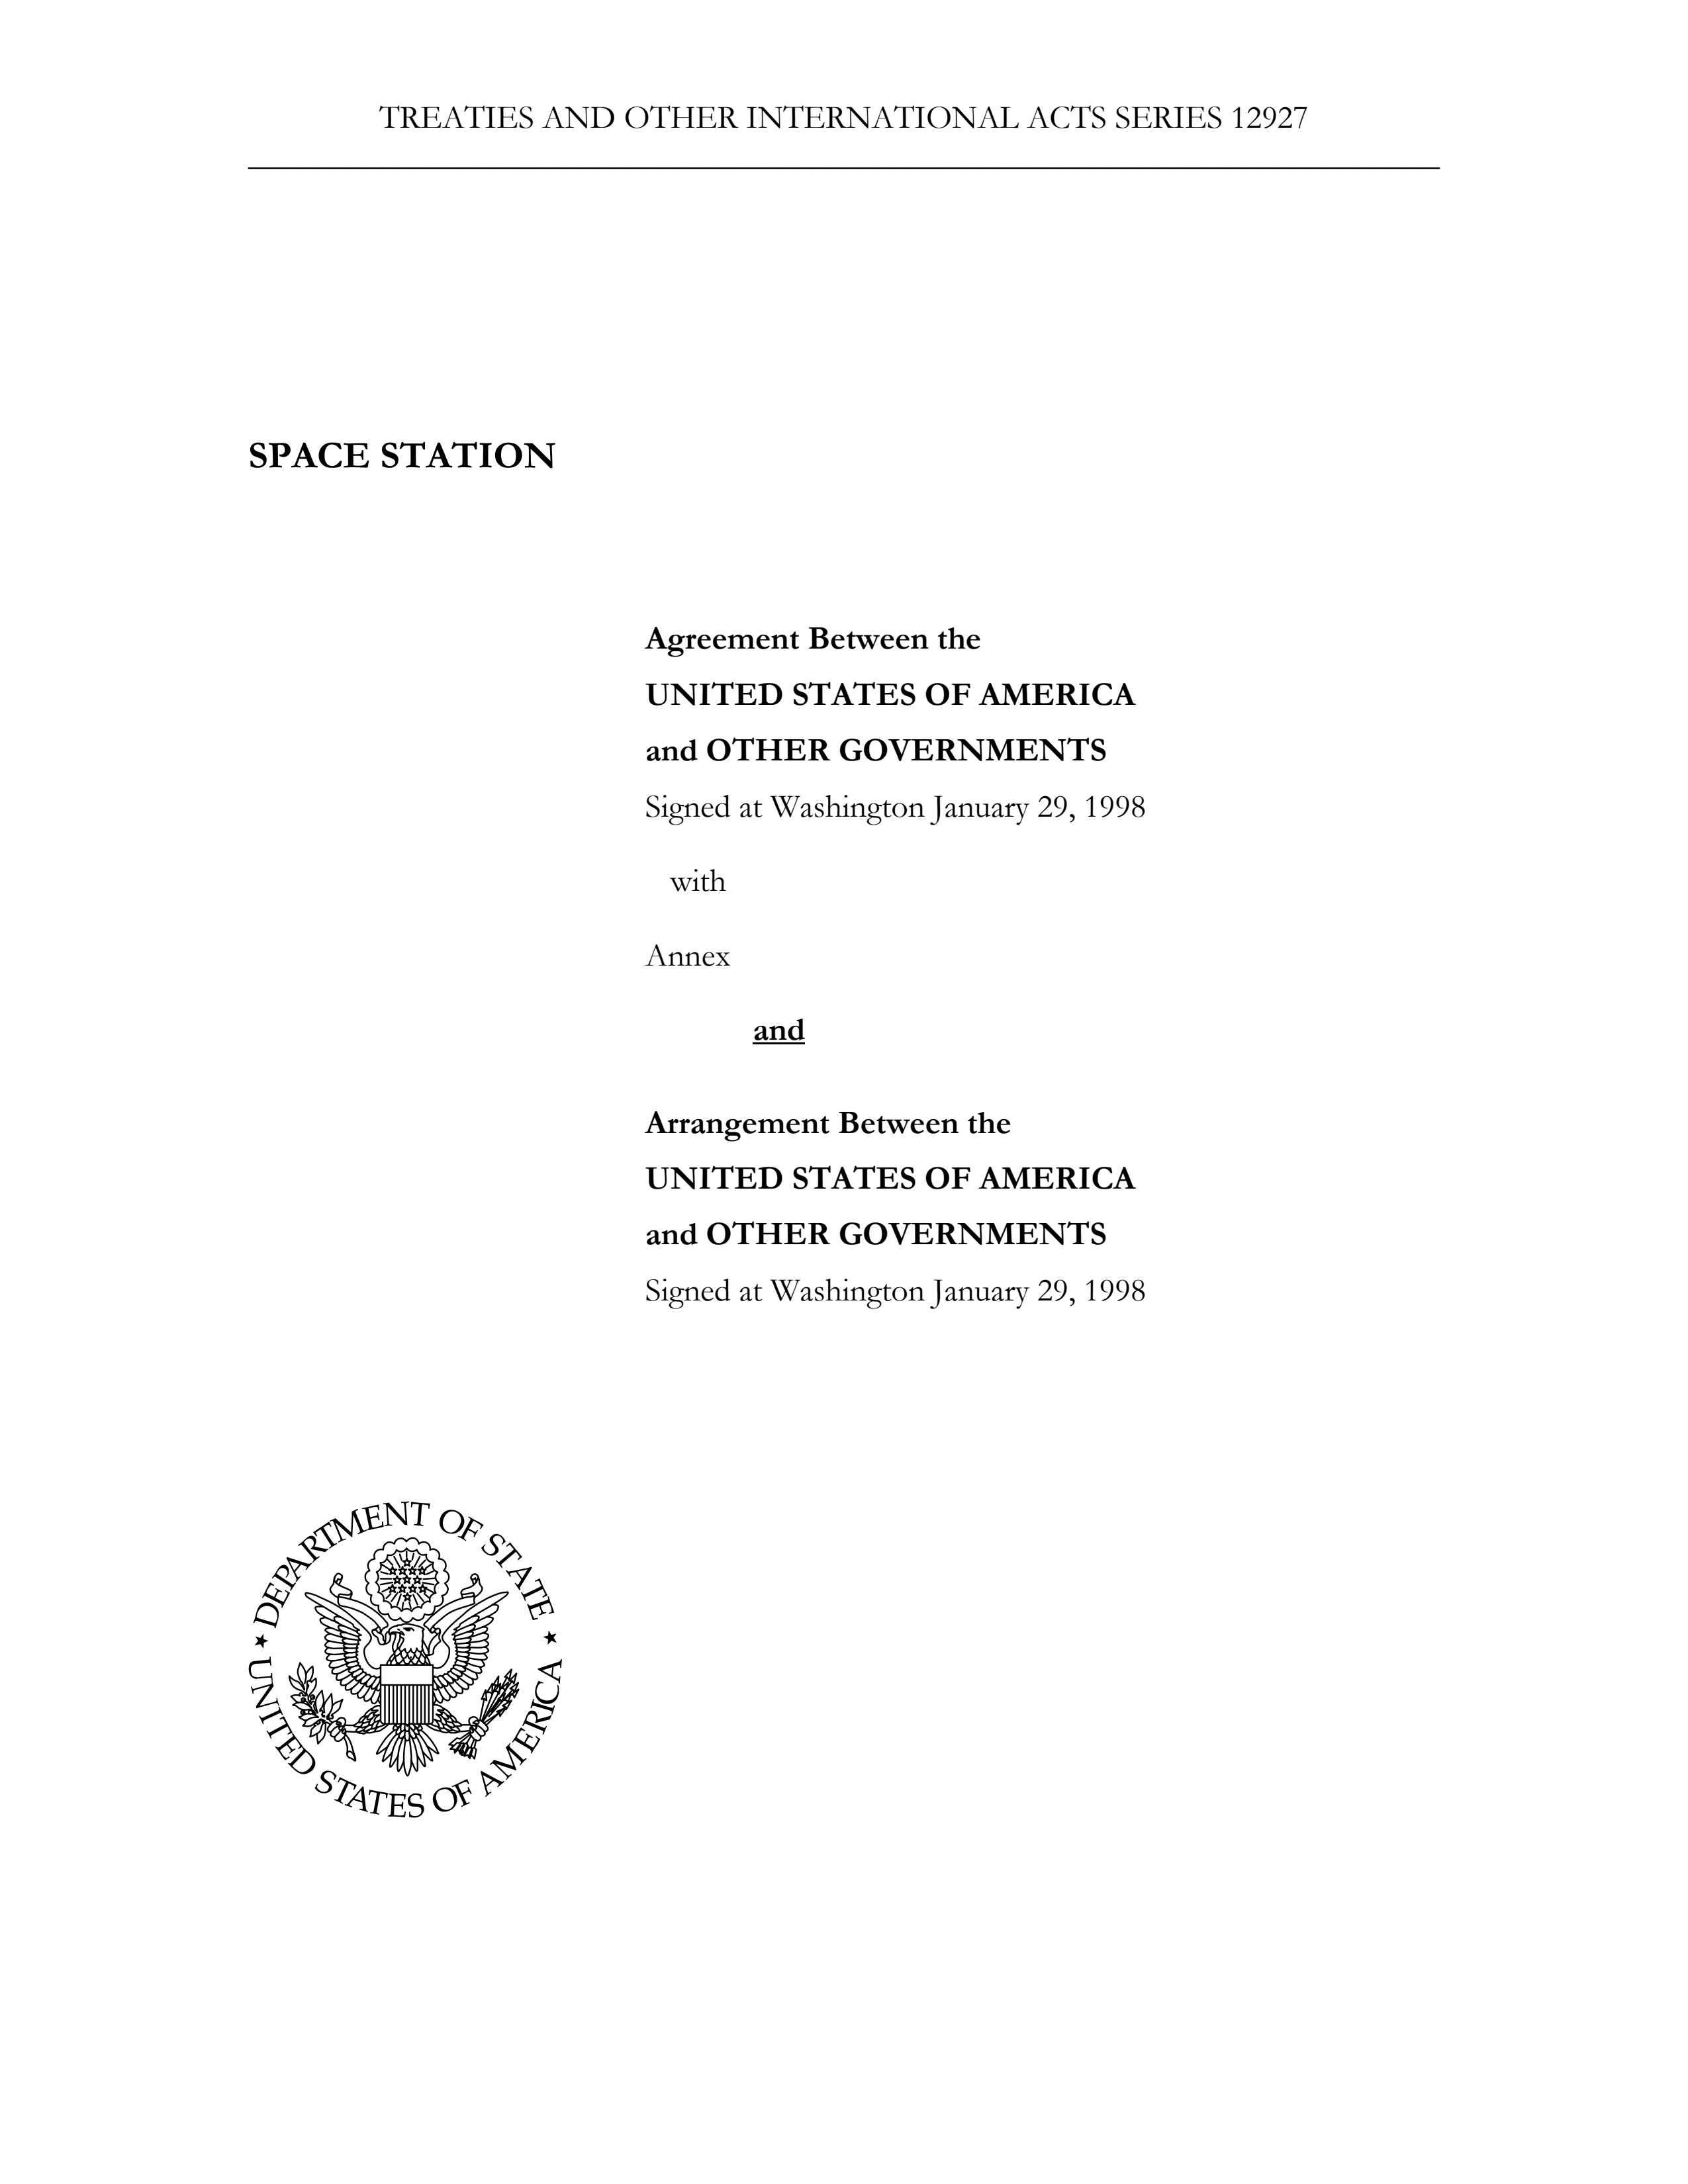 TREATIES AND OTHER INTERNATIONAL ACTS SERIES 12927
SPACE STATION
Agreement Between the
UNITED STATES OF AMERICA
and OTHER GOVERNMENTS
Signed at Washington January 29, 1998
with
Annex
and
Arrangement Between the
UNITED STATES OF AMERICA
and OTHER GOVERNMENTS
Signed at Washington January 29, 1998
DEPARTMENT OF STATE
UNITED STATES OF AMERICA